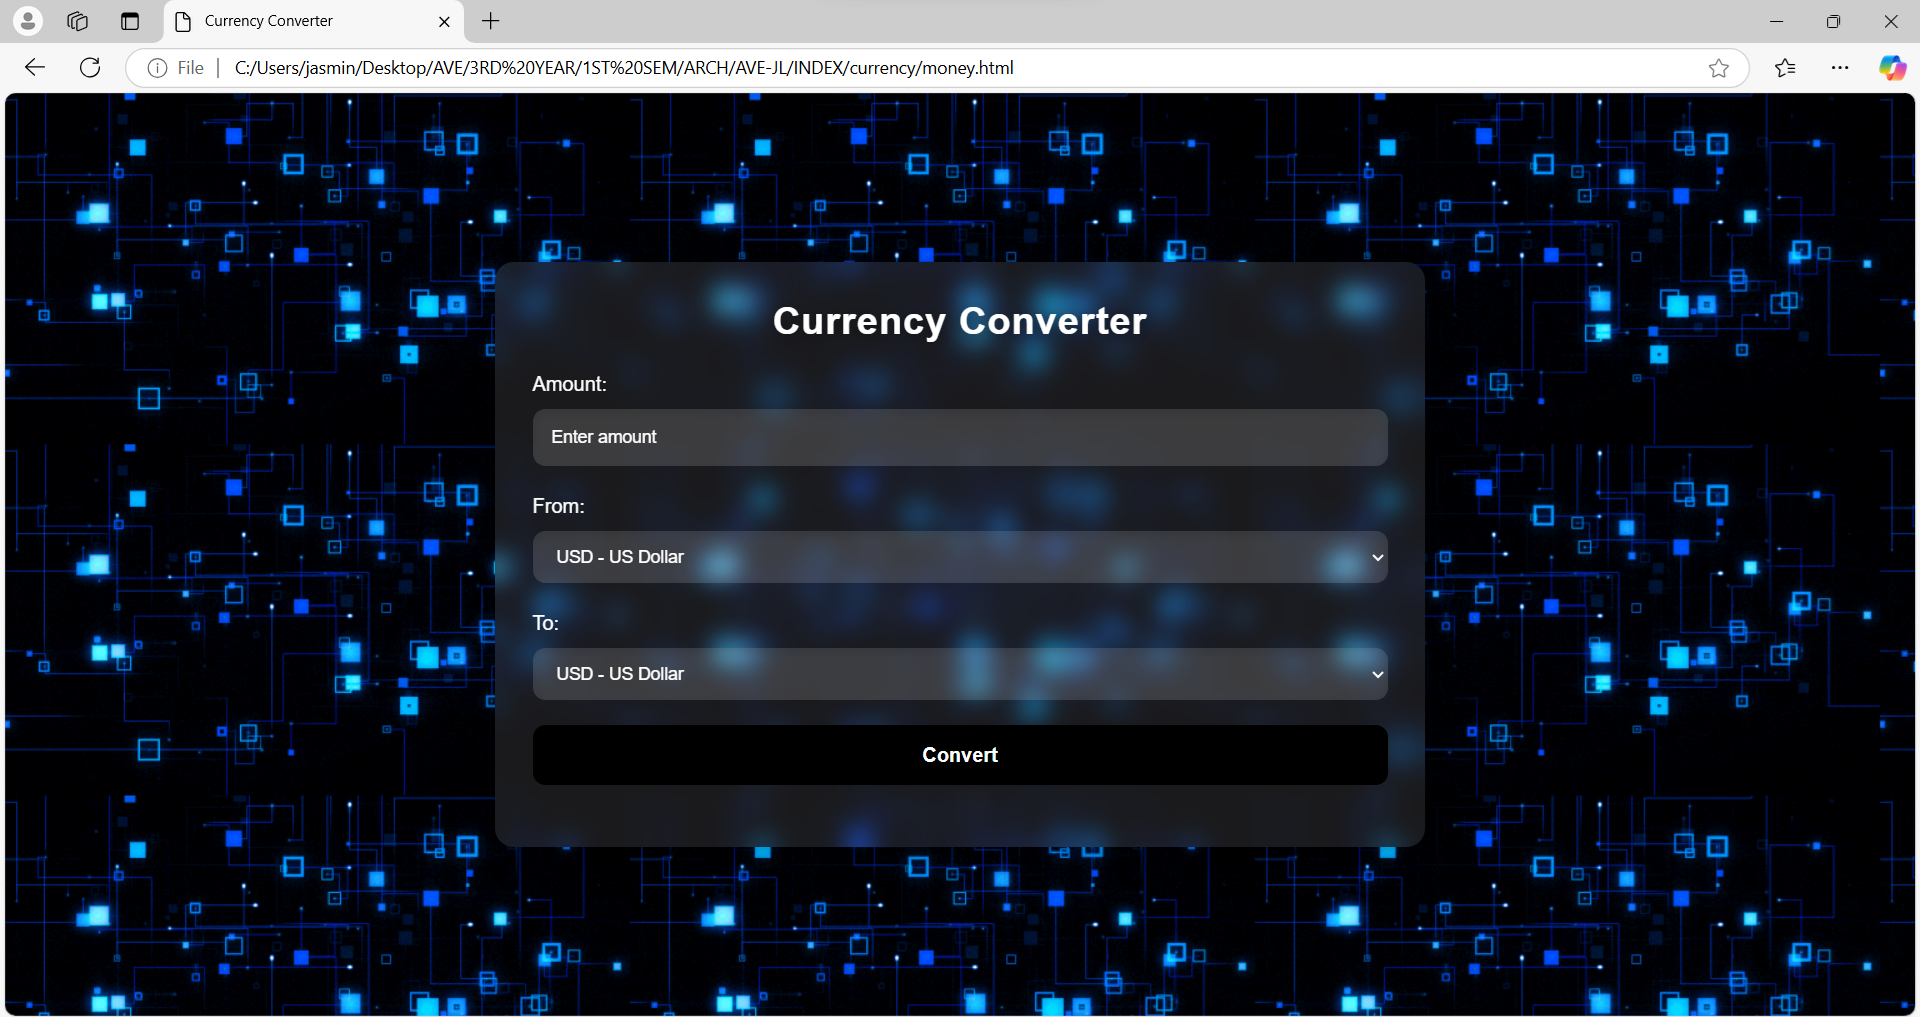 Currency Converter
File
C:/Users/jasmin/Desktop/AVE/3RD%20YEAR/1ST%20SEM/ARCH/AVE-JL/INDEX/currency/money.html
Currency Converter
Amount:
Enter amount
From:
USD - US Dollar
To:
USD - US Dollar
Convert